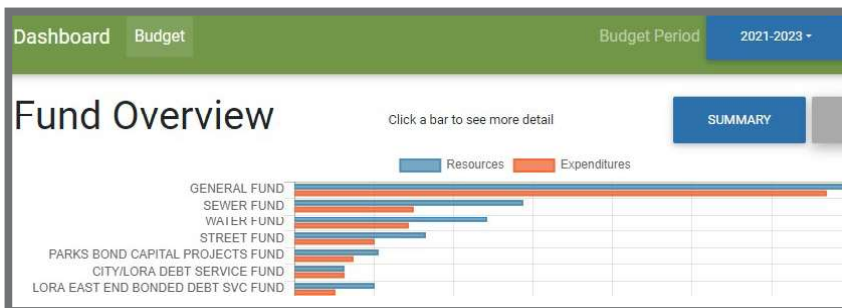 Dashboard Budget Budget Period 2021-2023
Fund Overview Click a bar to see more detail SUMMARY
Resources Expenditures
GENERAL FUND
SEWER FUND
WATER FUND
STREET FUND
PARKS BOND CAPITAL PROJECTS FUND
CITY/LORA DEBT SERVICE FUND
LORA EAST END BONDED DEBT SVC FUND